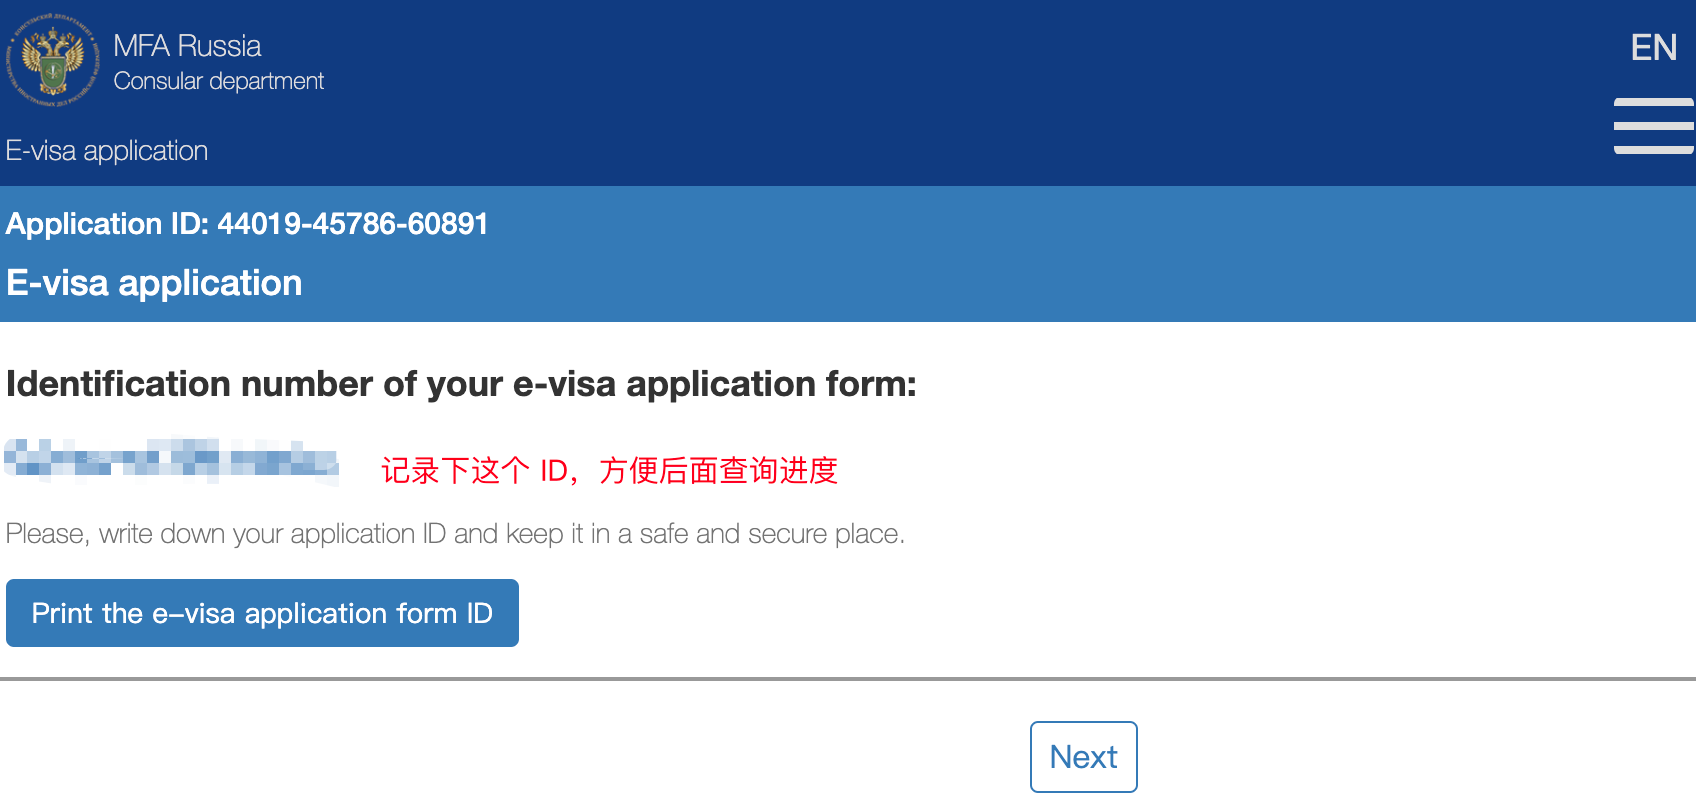 MFA Russia
Consular department
EN
E-visa application
Application ID: 44019-45786-60891
E-visa application
Identification number of your e-visa application form:
记录下这个 ID，方便后面查询进度
Please, write down your application ID and keep it in a safe and secure place.
Print the e-visa application form ID
Next